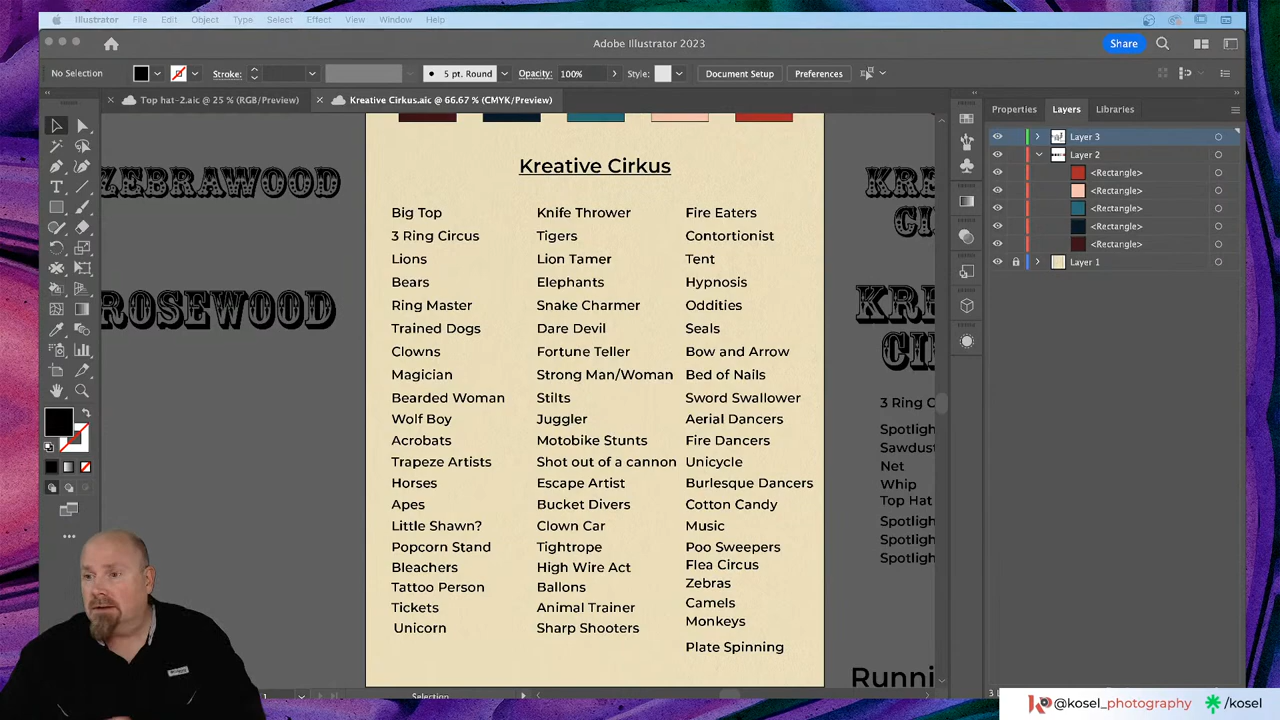 Illustrator File Edit Object Type Select Effect View Window Help
Adobe Illustrator 2023
Share
No Selection
Stroke:
5 pt. Round
Opacity: 100%
Style:
Document Setup
Preferences
Top hat-2.aic @ 25 % (RGB/Preview)
Kreative Cirkus.aic @ 66.67 % (CMYK/Preview)
Properties Layers Libraries
Layer 3
Layer 2
<Rectangle>
<Rectangle>
<Rectangle>
<Rectangle>
<Rectangle>
Layer 1
ZEBRAWOOD
ROSEWOOD
Kreative Cirkus
Big Top
3 Ring Circus
Lions
Bears
Ring Master
Trained Dogs
Clowns
Magician
Bearded Woman
Wolf Boy
Acrobats
Trapeze Artists
Horses
Apes
Little Shawn?
Popcorn Stand
Bleachers
Tattoo Person
Tickets
Unicorn
Knife Thrower
Tigers
Lion Tamer
Elephants
Snake Charmer
Dare Devil
Fortune Teller
Strong Man/Woman
Stilts
Juggler
Motobike Stunts
Shot out of a cannon
Escape Artist
Bucket Divers
Clown Car
Tightrope
High Wire Act
Ballons
Animal Trainer
Sharp Shooters
Fire Eaters
Contortionist
Tent
Hypnosis
Oddities
Seals
Bow and Arrow
Bed of Nails
Sword Swallower
Aerial Dancers
Fire Dancers
Unicycle
Burlesque Dancers
Cotton Candy
Music
Poo Sweepers
Flea Circus
Zebras
Camels
Monkeys
Plate Spinning
KRE
CI
KRE
CI
3 Ring C
Spotligh
Sawdus
Net
Whip
Top Hat
Spotligh
Spotligh
Spotligh
Runni
Selection
@kosel_photography
/kosel